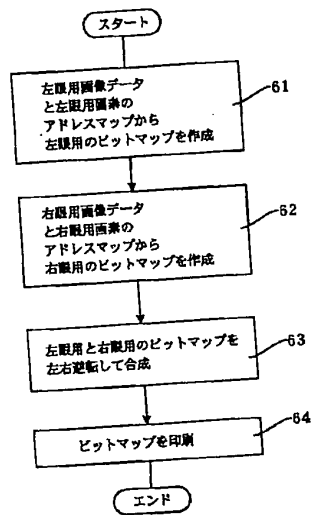 スタート
左眼用画像データ
と左眼用画素の
アドレスマップから
左眼用のビットマップを作成
61
右眼用画像データ
と右眼用画素の
アドレスマップから
右眼用のビットマップを作成
62
左眼用と右眼用のビットマップを
左右逆転して合成
63
ビットマップを印刷
64
エンド